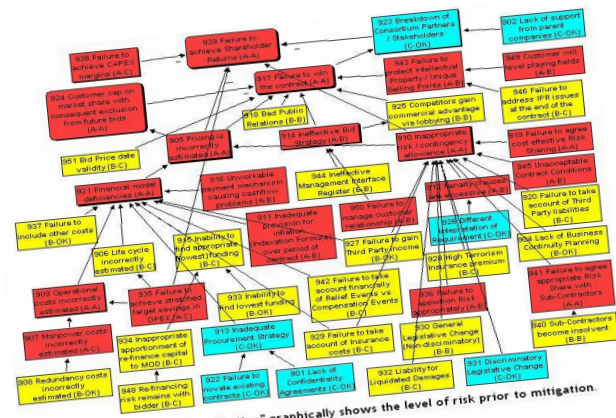 939 Failure to
achieve Shareholder
Returns (A-A)
923 Breakdown of
Consortium Partners
/ Stakeholders
(C-OK)
902 Lack of support
from parent
companies
(C-OK)
938 Failure to
achieve CAPEX
margins (A-C)
917 Failure to win
the contract (A-A)
943 Failure to
protect Intellectual
Property / Unique
Selling Points (A-B)
949 Customer will
level playing fields
(A-B)
924 Customer cap on
market share with
consequent exclusion from
future bids
(A-A)
946 Failure to
address IPR issues
at the end of the
contract (B-C)
918 Bad Public
Relations (B-B)
925 Competitors gain
commercial advantage
via lobbying (B-B)
905 Pricing is
incorrectly
estimated (A-A)
914 Ineffective Bid
Strategy (A-B)
910 Inappropriate
risk / contingency
allowance (A-A)
919 Failure to agree
cost effective Risk
Sharing (A-A)
951 Bid Price date
validity (B-C)
945 Unacceptable
Contract Conditions
(A-B)
921 Financial model
deficiencies (A-A)
916 Unworkable
payment mechanism
causing cashflow
problems (A-B)
944 Ineffective
Management Interface
Register (B-B)
are excessive
920 Failure to take
account of Third
Party liabilities
(B-C)
937 Failure to
include other costs
(B-OK)
911 Inadequate
provision for
inflation
Indexation Formulas
over period of
contract (A-B)
950 Failure to
manage customer
relationship (A-B)
926 Different
Interpretation of
Requirement (C-OK)
904 Lack of Business
Continuity Planning
(B-OK)
906 Life cycle
incorrectly
estimated (B-C)
Inability to
find appropriate
(lowest) funding
(B-C)
927 Failure to gain
Third Party Income
(B-OK)
928 High Terrorism
Insurance premium
(B-C)
941 Failure to
agree appropriate
Risk Share with
Sub-Contractors
(A-A)
909 Operational
costs incorrectly
estimated (A-A)
Failure to
achieve stretched
target savings in
OPEX (A-C)
933 Inability to
find lowest funding
(B-OK)
942 Failure to take
account financially
of Relief Events v
Compensation Events
(B-C)
Failure to
apportion Risk
appropriately
907 Manpower costs
incorrectly
estimated (A-C)
934 Inappropriate
apportionment of
re-finance capital
to MOD (B-B)
913 Inadequate
Procurement Strategy
(C-OK)
929 Failure to take
account of Insurance
costs (B-C)
930 General
Legislative Change
(Non-discriminatory)
(B-B)
940 Sub-Contractors
become insolvent
(B-B)
908 Redundancy costs
incorrectly
estimated (B-OK)
948 Re-financing
risk remains with
bidder (B-C)
922 Failure to
novate existing
contracts (C-OK)
901 Lack of
Confidentiality
Agreements (C-OK)
932 Liability for
Liquidated Damages
(B-C)
931 Discriminatory
Legislative Change
(C-OK)
graphically shows the level of risk prior to mitigation.